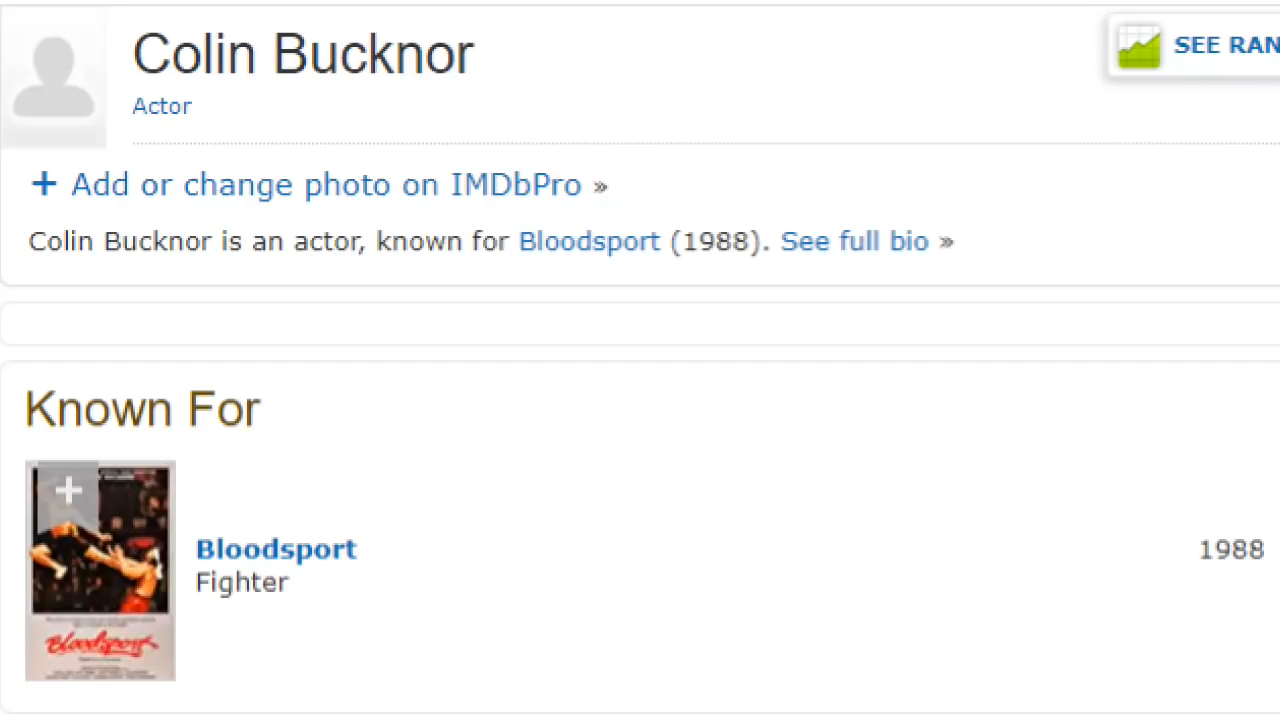 Colin Bucknor
SEE RAN
Actor
+ Add or change photo on IMDbPro »
Colin Bucknor is an actor, known for Bloodsport (1988). See full bio »
Known For
Bloodsport
1988
Fighter
Bloodsport